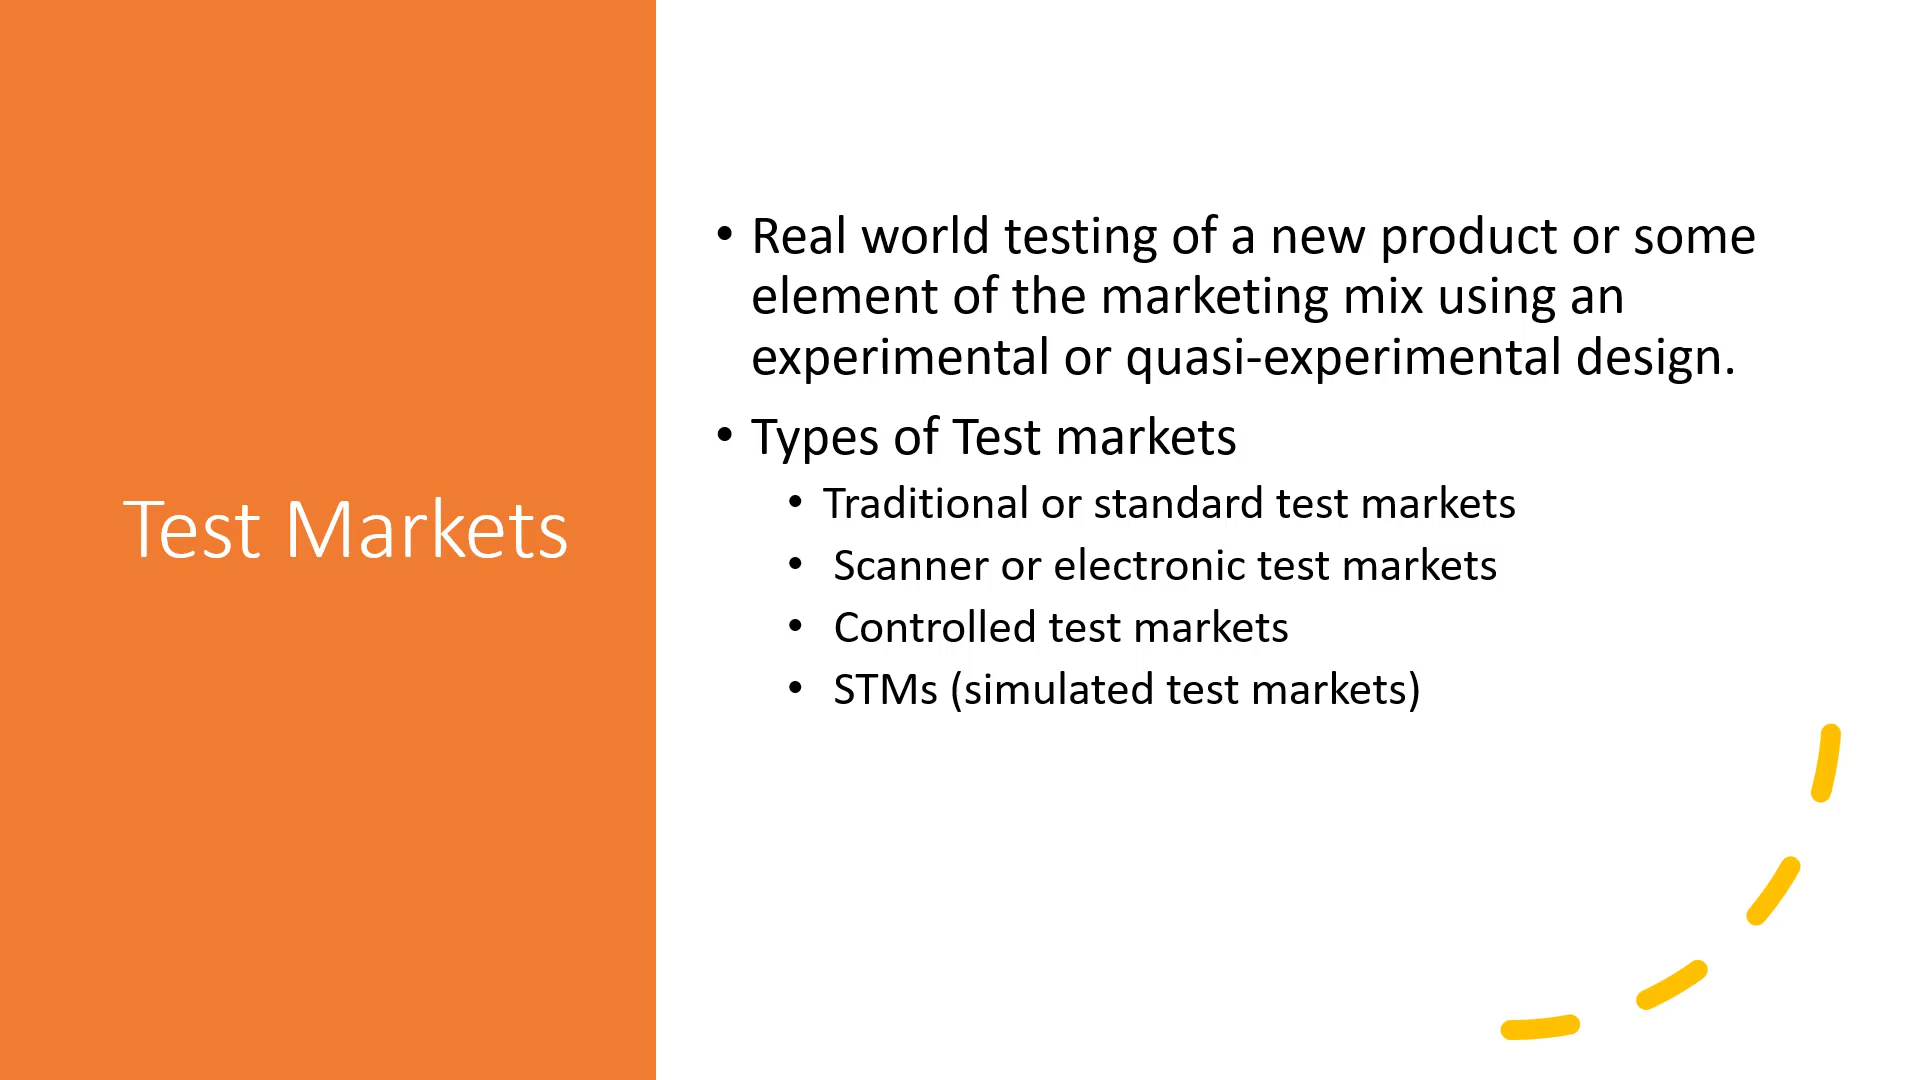 Test Markets
• Real world testing of a new product or some
element of the marketing mix using an
experimental or quasi-experimental design.
• Types of Test markets
• Traditional or standard test markets
• Scanner or electronic test markets
• Controlled test markets
• STMs (simulated test markets)